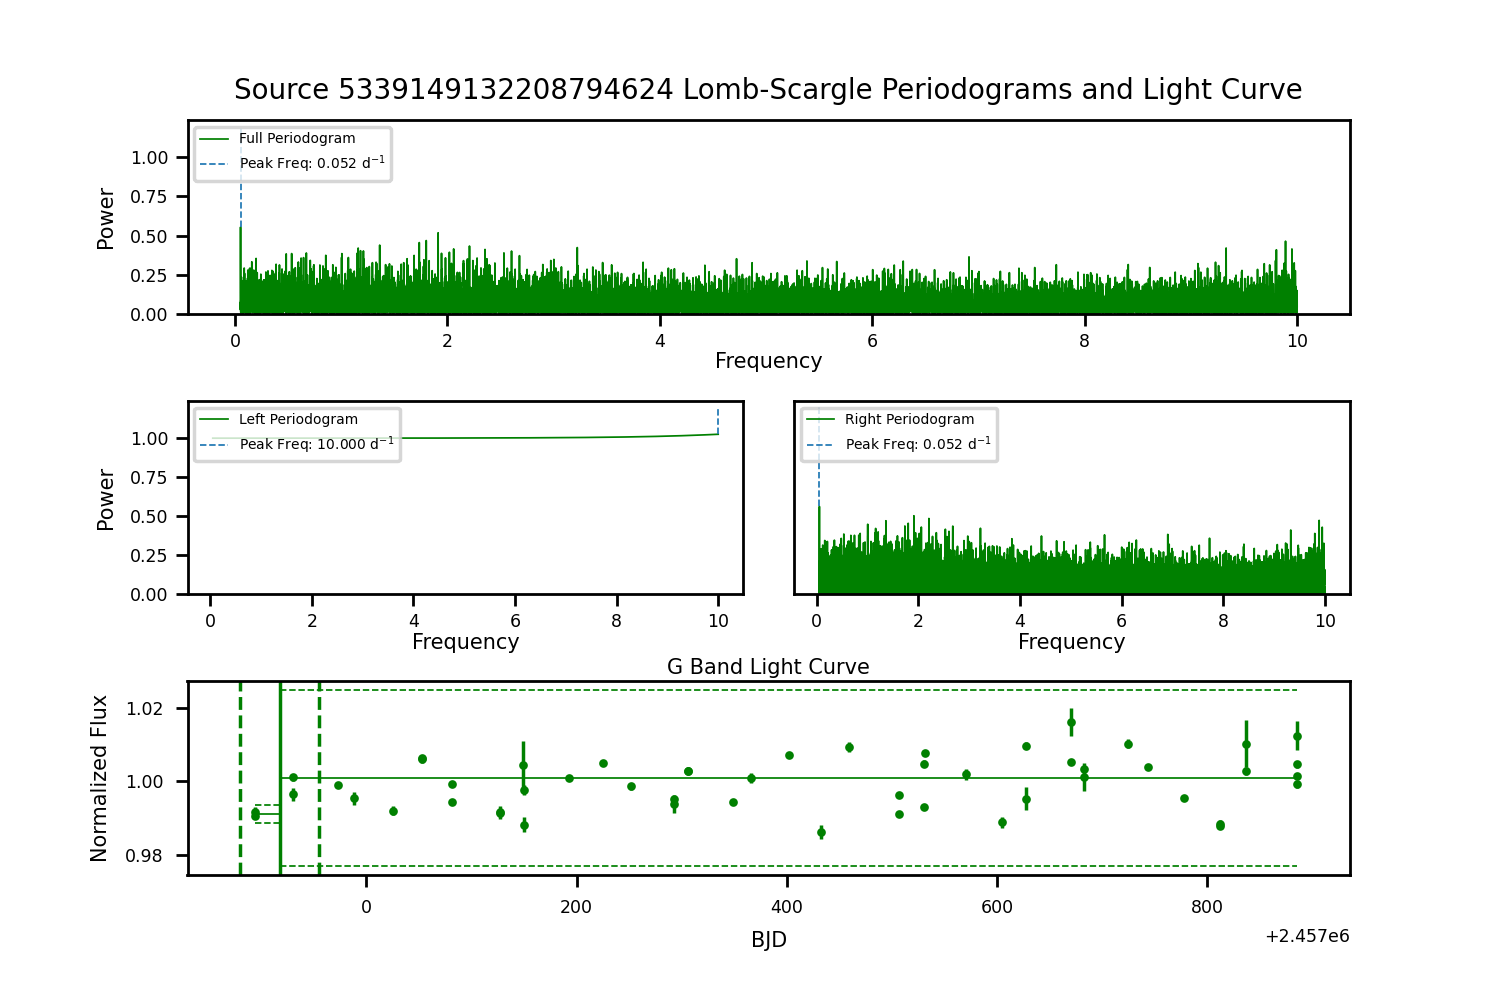 Source 5339149132208794624 Lomb-Scargle Periodograms and Light Curve
Full Periodogram
Peak Freq: 0.052 d⁻¹
Power
1.00
0.75
0.50
0.25
0.00
0 2 4 6 8 10
Frequency
Left Periodogram
Peak Freq: 10.000 d⁻¹
Power
1.00
0.75
0.50
0.25
0.00
0 2 4 6 8 10
Frequency
Right Periodogram
Peak Freq: 0.052 d⁻¹
0 2 4 6 8 10
Frequency
G Band Light Curve
Normalized Flux
1.02
1.00
0.98
0 200 400 600 800
BJD
+2.457e6